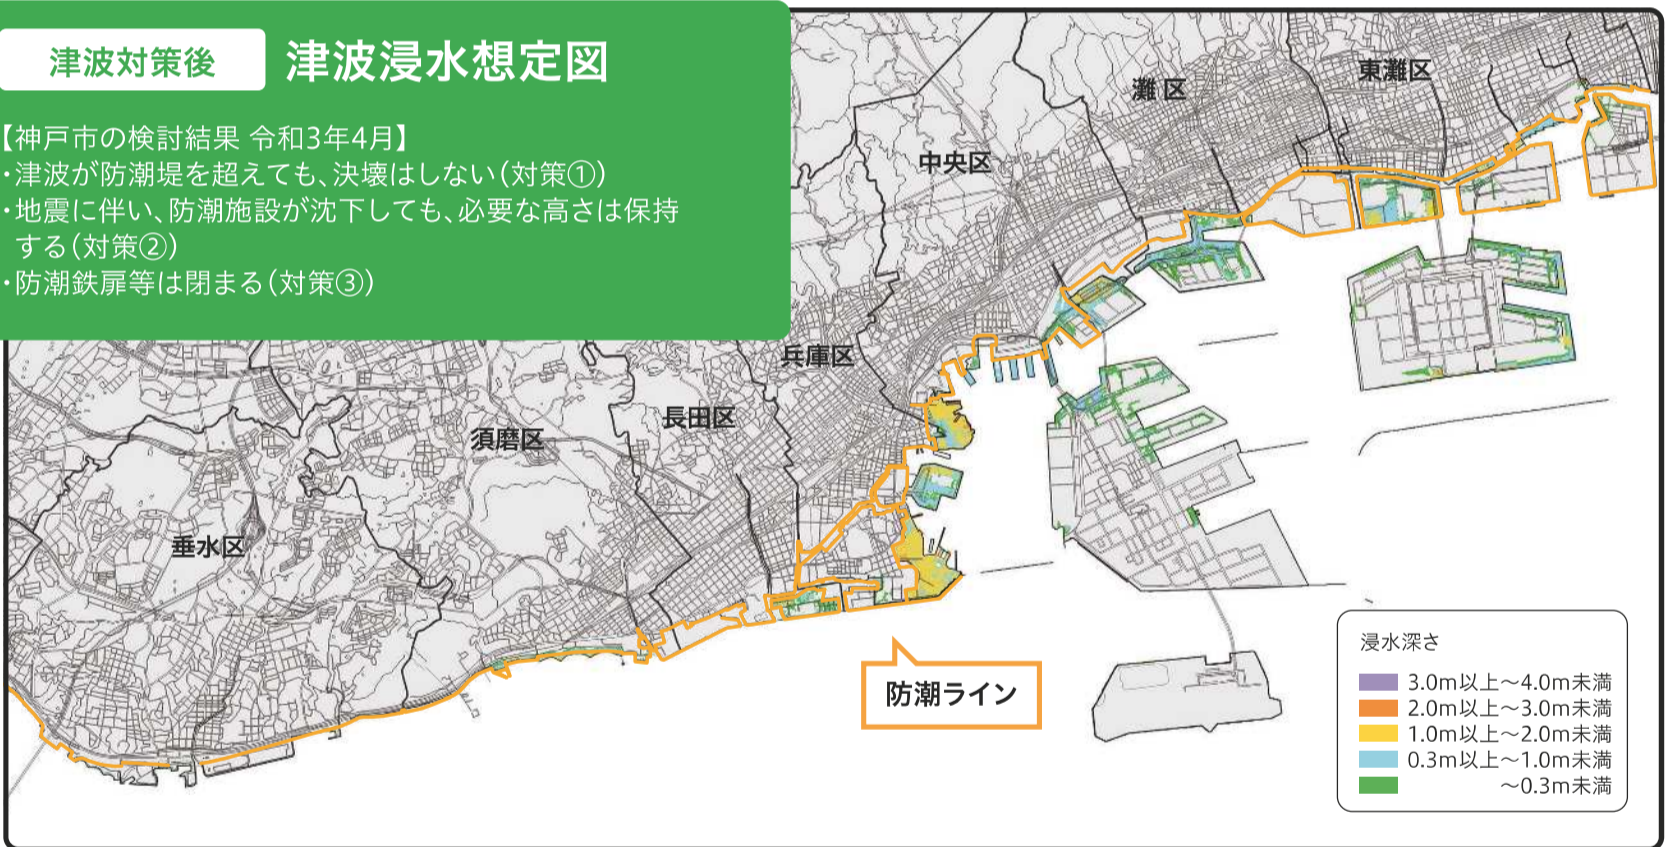 津波対策後
津波浸水想定図
【神戸市の検討結果 令和3年4月】
・津波が防潮堤を超えても、決壊はしない（対策①）
・地震に伴い、防潮施設が沈下しても、必要な高さは保持
する（対策②）
・防潮鉄扉等は閉まる（対策③）
東灘区
灘区
中央区
兵庫区
長田区
須磨区
垂水区
防潮ライン
浸水深さ
3.0m以上～4.0m未満
2.0m以上～3.0m未満
1.0m以上～2.0m未満
0.3m以上～1.0m未満
～0.3m未満